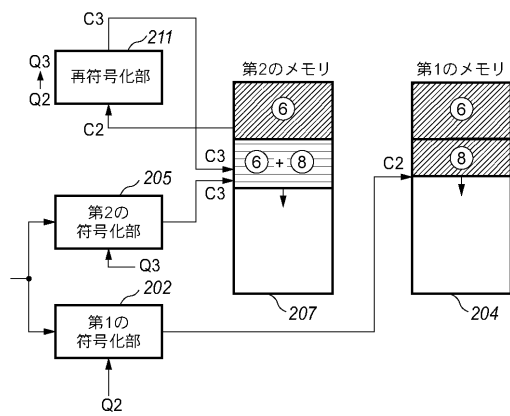 C3
211
Q3
Q2
再符号化部
C2
第2のメモリ
第1のメモリ
6
6
C3
6 + 8
C3
C2
8
205
第2の
符号化部
Q3
202
第1の
符号化部
Q2
207
204